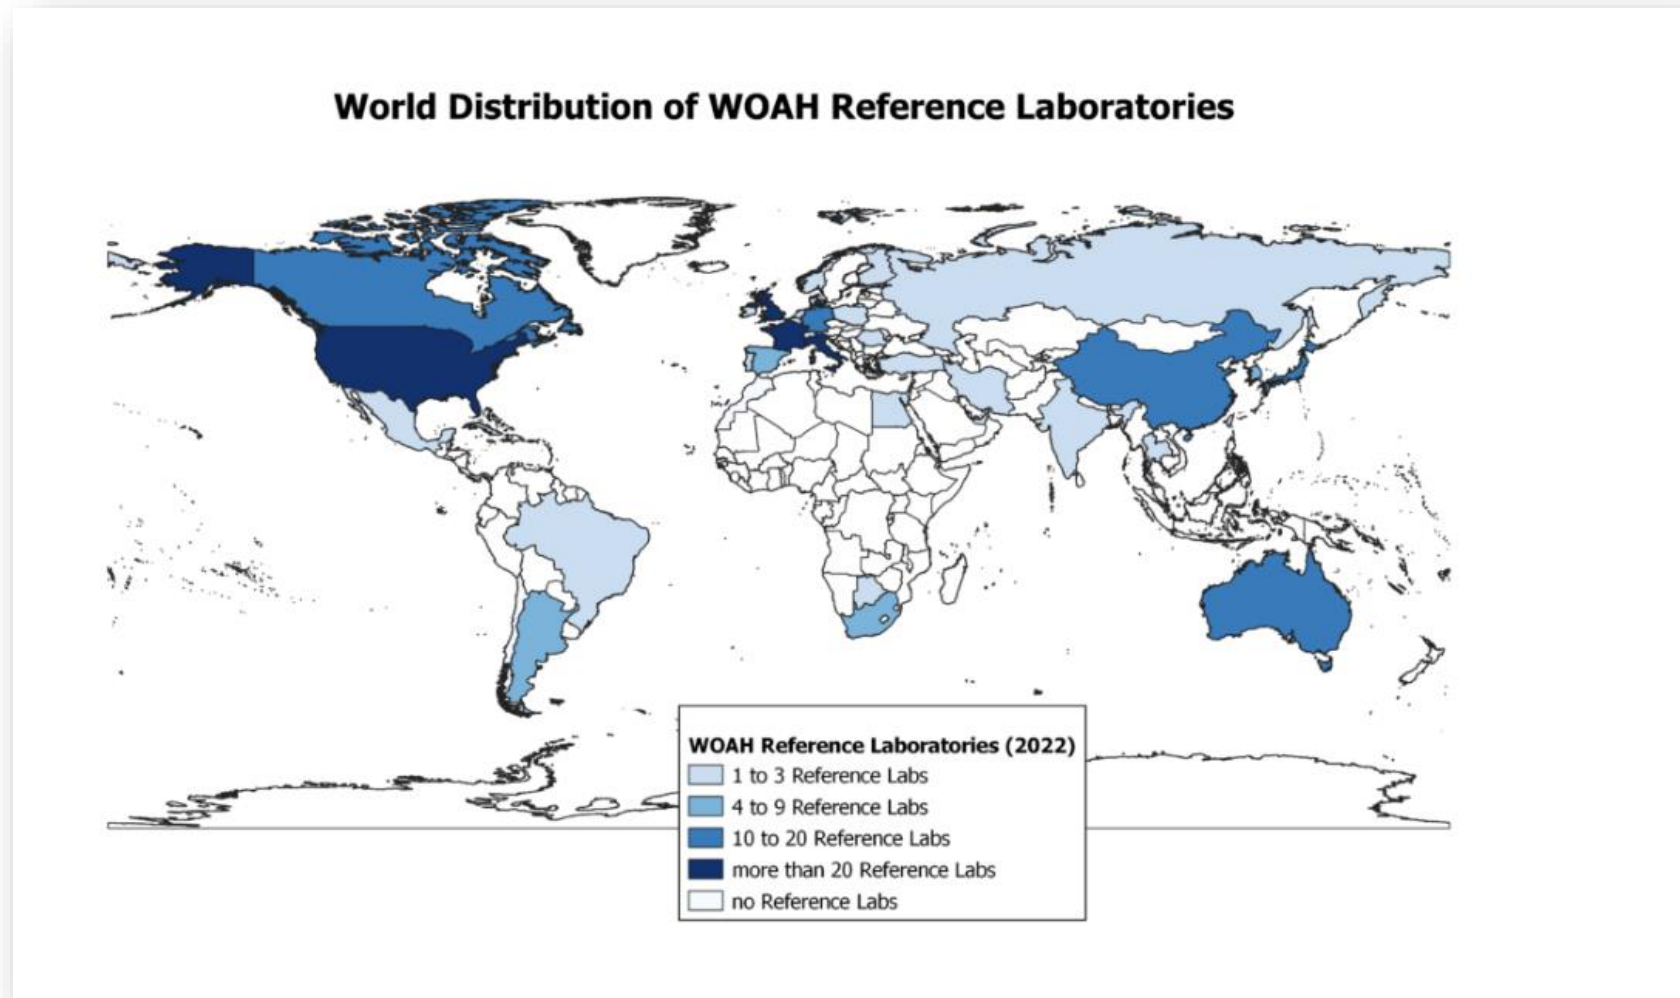 World Distribution of WOAH Reference Laboratories
WOAH Reference Laboratories (2022)
1 to 3 Reference Labs
4 to 9 Reference Labs
10 to 20 Reference Labs
more than 20 Reference Labs
no Reference Labs